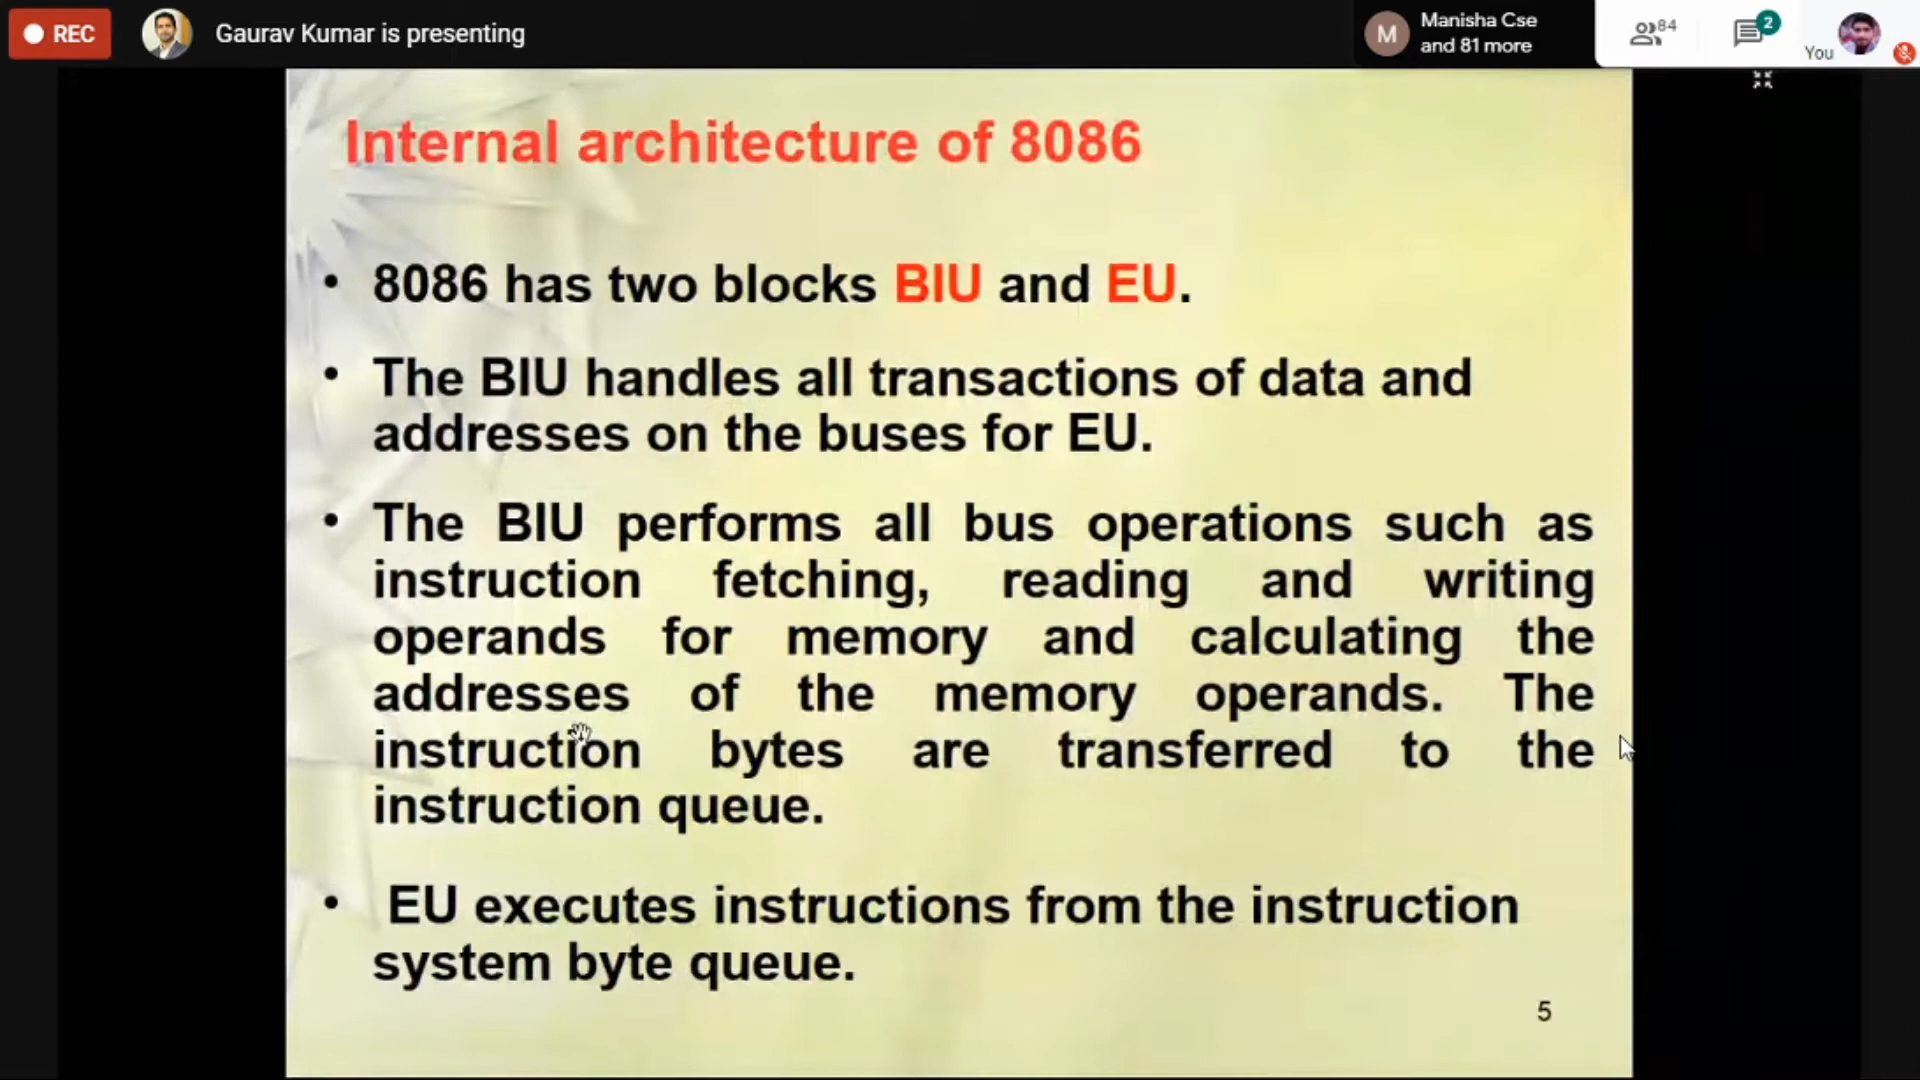 REC
Gaurav Kumar is presenting
M
Manisha Cse
and 81 more
84
2
You
Internal architecture of 8086
• 8086 has two blocks BIU and EU.
• The BIU handles all transactions of data and
addresses on the buses for EU.
• The BIU performs all bus operations such as
instruction fetching, reading and writing
operands for memory and calculating the
addresses of the memory operands. The
instruction bytes are transferred to the
instruction queue.
• EU executes instructions from the instruction
system byte queue.
5